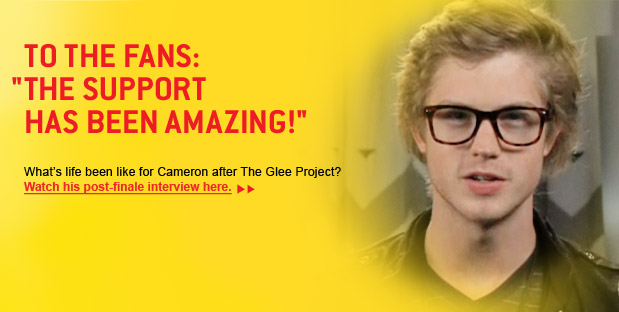 TO THE FANS:
"THE SUPPORT
HAS BEEN AMAZING!"
What's life been like for Cameron after The Glee Project?
Watch his post-finale interview here.